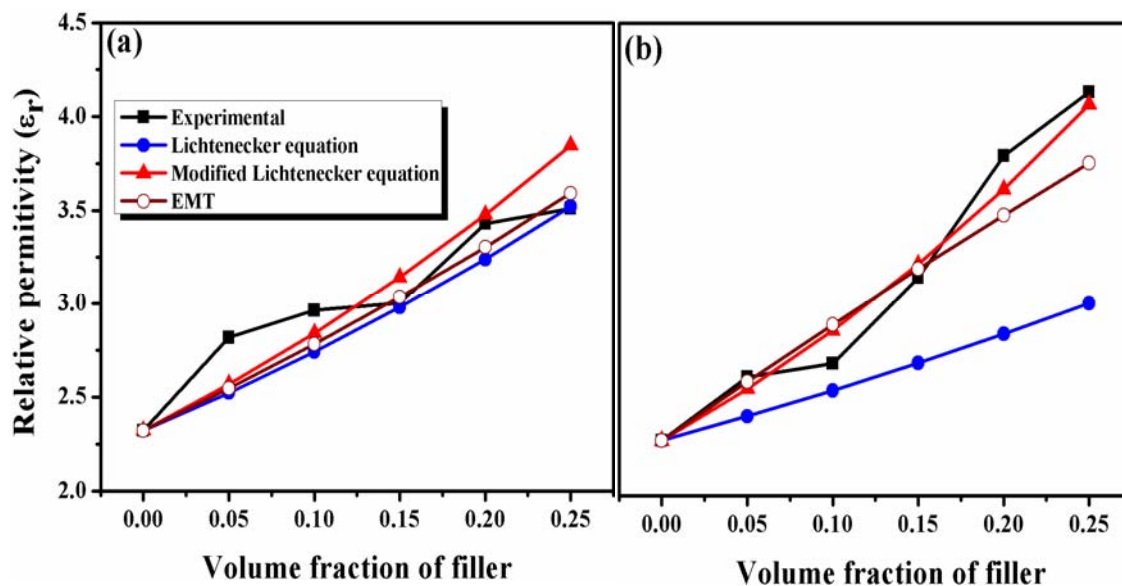 4.5
4.0
3.5
3.0
2.5
2.0
Relative permitivity (εr)
(a)
Experimental
Lichtenecker equation
Modified Lichtenecker equation
EMT
0.00 0.05 0.10 0.15 0.20 0.25
Volume fraction of filler
(b)
0.00 0.05 0.10 0.15 0.20 0.25
Volume fraction of filler